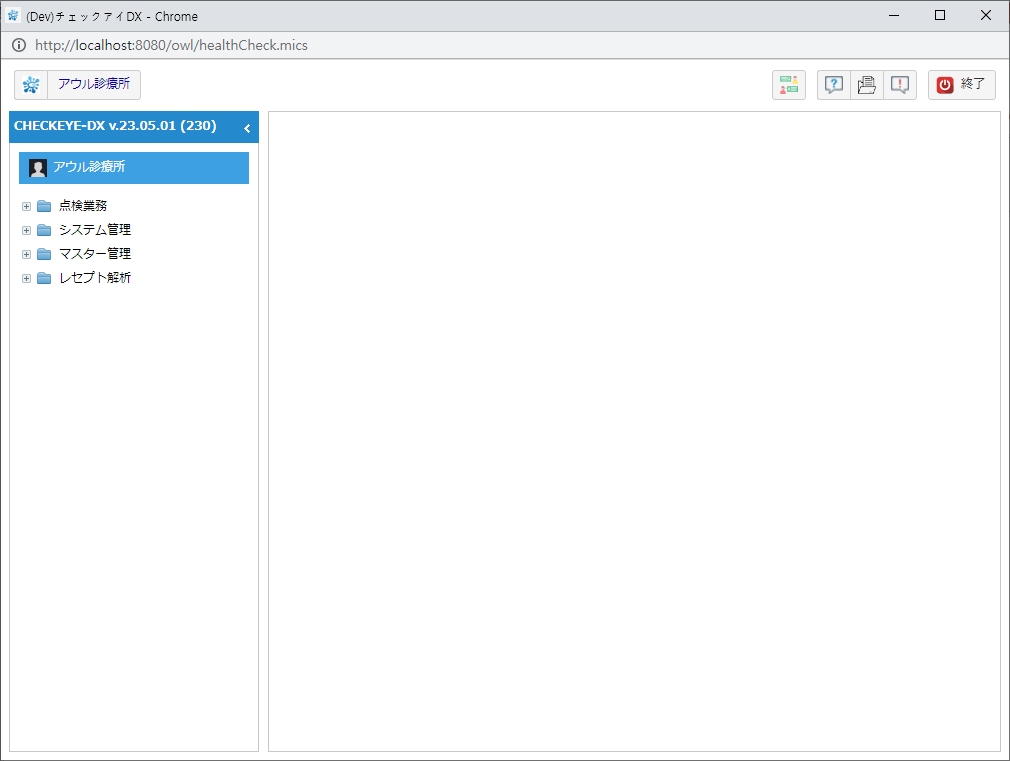 (Dev)チェックアイDX - Chrome
http://localhost:8080/owl/healthCheck.mics
アウル診療所
終了
CHECKEYE-DX v.23.05.01 (230)
アウル診療所
点検業務
システム管理
マスター管理
レセプト解析